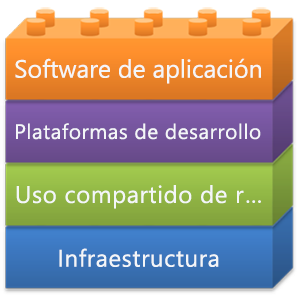 Software de aplicación
Plataformas de desarrollo
Uso compartido de r...
Infraestructura